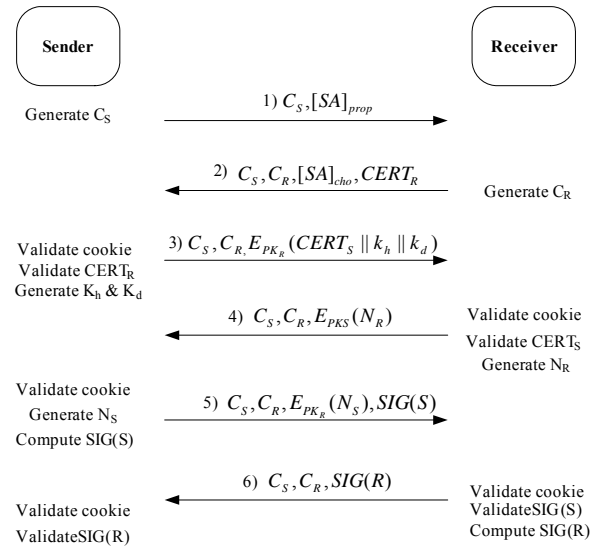 Sender
Receiver
Generate C_S
1) C_S,[SA]_prop
2) C_S,C_R,[SA]_cho,CERT_R
Generate C_R
Validate cookie
Validate CERT_R
Generate K_h & K_d
3) C_S,C_R,E_PK_R(CERT_S || k_h || k_d)
4) C_S,C_R,E_PKS(N_R)
Validate cookie
Validate CERT_S
Generate N_R
Validate cookie
Generate N_S
Compute SIG(S)
5) C_S,C_R,E_PK_R(N_S),SIG(S)
6) C_S,C_R,SIG(R)
Validate cookie
ValidateSIG(R)
Validate cookie
ValidateSIG(S)
Compute SIG(R)